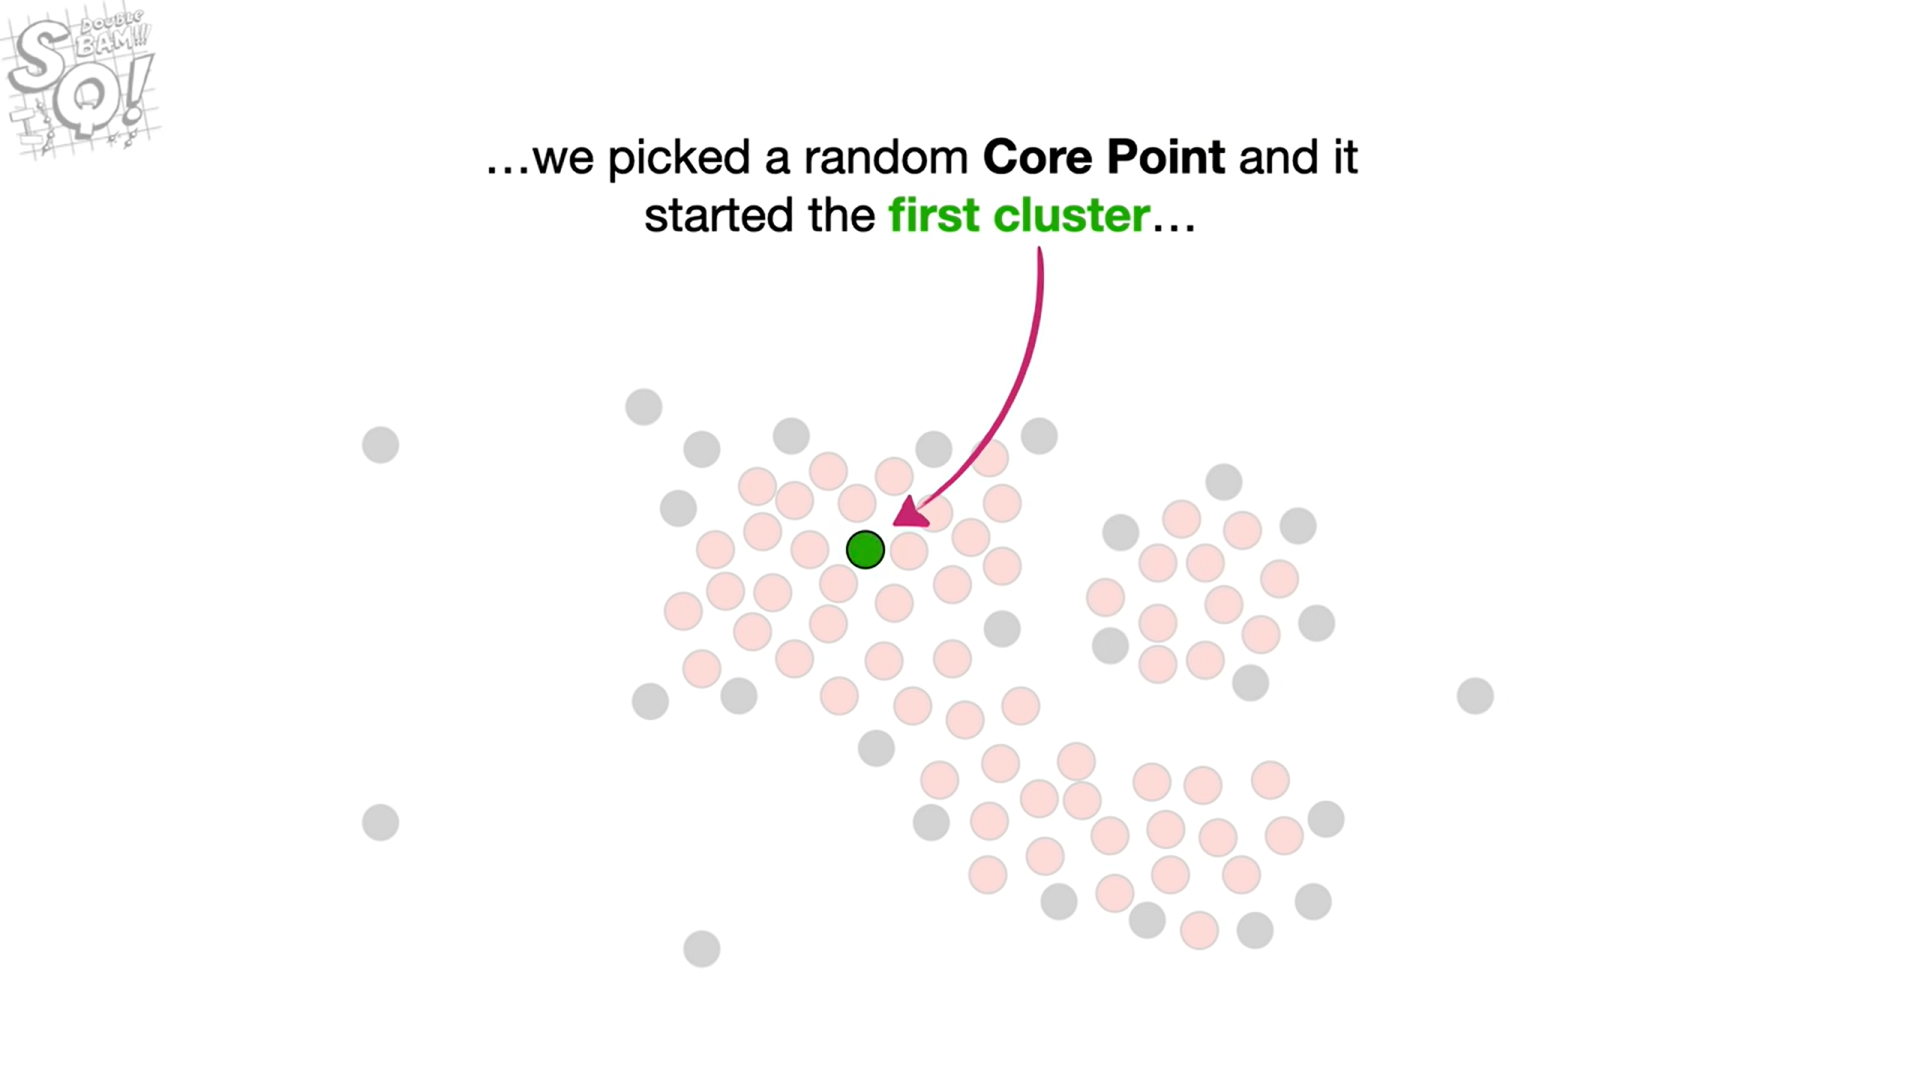 DOUBLE
BAM!!!
SQ!
...we picked a random Core Point and it
started the first cluster...